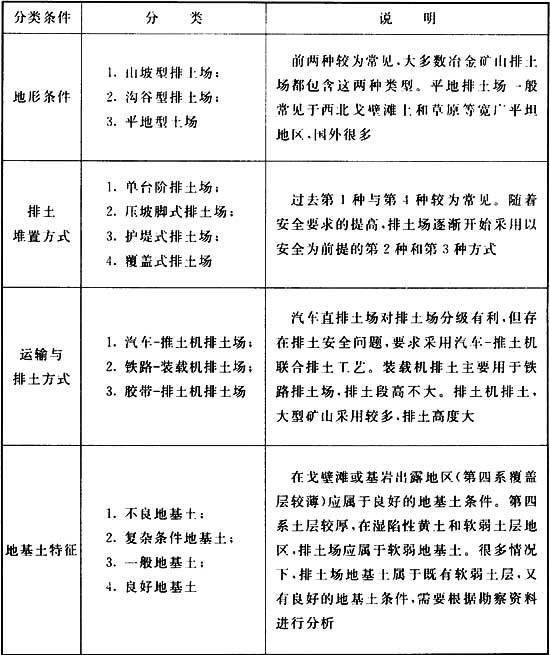 分类条件 分 类 说 明
地形条件
1. 山坡型排土场；
2. 沟谷型排土场；
3. 平地型土场
前两种较为常见，大多数冶金矿山排土
场都包含这两种类型。平地排土场一般
常见于西北戈壁滩上和草原等宽广平坦
地区，国外很多
排土
堆置方式
1. 单台阶排土场；
2. 压坡脚式排土场；
3. 护堤式排土场；
4. 覆盖式排土场
过去第1种与第4种较为常见。随着
安全要求的提高，排土场逐渐开始采用以
安全为前提的第2种和第3种方式
运输与
排土方式
1. 汽车-推土机排土场；
2. 铁路-装载机排土场；
3. 胶带-排土机排土场
汽车直排土场对排土场分级有利，但存
在排土安全问题，要求采用汽车-推土机
联合排土工艺。装载机排土主要用于铁
路排土场，排土段高不大。排土机排土，
大型矿山采用较多，排土高度大
地基土特征
1. 不良地基土；
2. 复杂条件地基土；
3. 一般地基土；
4. 良好地基土
在戈壁滩或基岩出露地区(第四系覆盖
层较薄)应属于良好的地基土条件。第四
系土层较厚，在湿陷性黄土和软弱土层地
区，排土场应属于软弱地基土。很多情况
下，排土场地基土属于既有软弱土层，又
有良好的地基土条件，需要根据勘察资料
进行分析